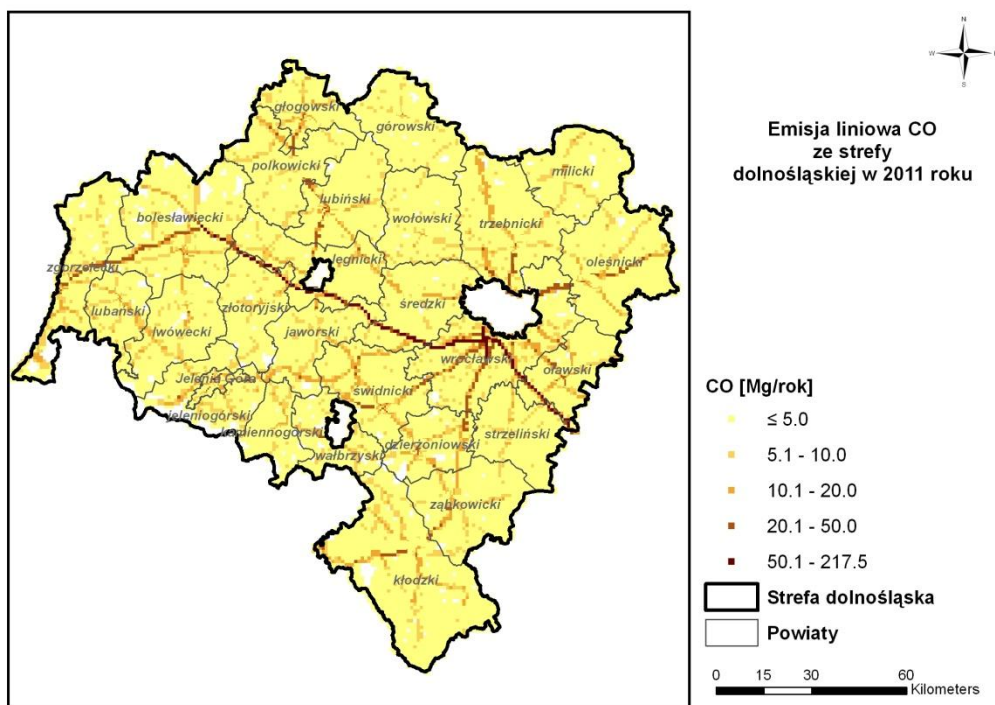 głogowski
górowski
polkowicki
milicki
lubiński
bolesławiecki
wołowski
trzebnicki
zgorzelecki
legnicki
oleśnicki
lubański
złotoryjski
średzki
lwówecki
jaworski
wrocławski
oławski
Jelenia Góra
świdnicki
jeleniogórski
kamiennogórski
dzierżoniowski
strzeliński
wałbrzyski
ząbkowicki
kłodzki
N
W
E
S
Emisja liniowa CO
ze strefy
dolnośląskiej w 2011 roku
CO [Mg/rok]
≤ 5.0
5.1 - 10.0
10.1 - 20.0
20.1 - 50.0
50.1 - 217.5
Strefa dolnośląska
Powiaty
0 15 30 60
Kilometers